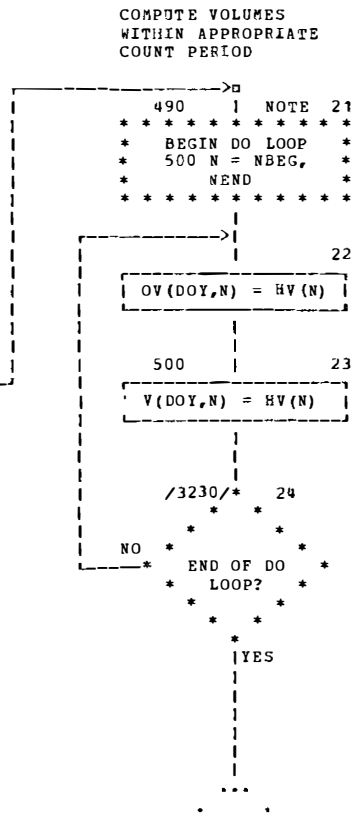 COMPUTE VOLUMES
WITHIN APPROPRIATE
COUNT PERIOD
490 NOTE 21
BEGIN DO LOOP
500 N = NBEG,
NEND
22
OV(DOY,N) = HV(N)
500 23
V(DOY,N) = HV(N)
/3230/ 24
NO
END OF DO
LOOP?
YES